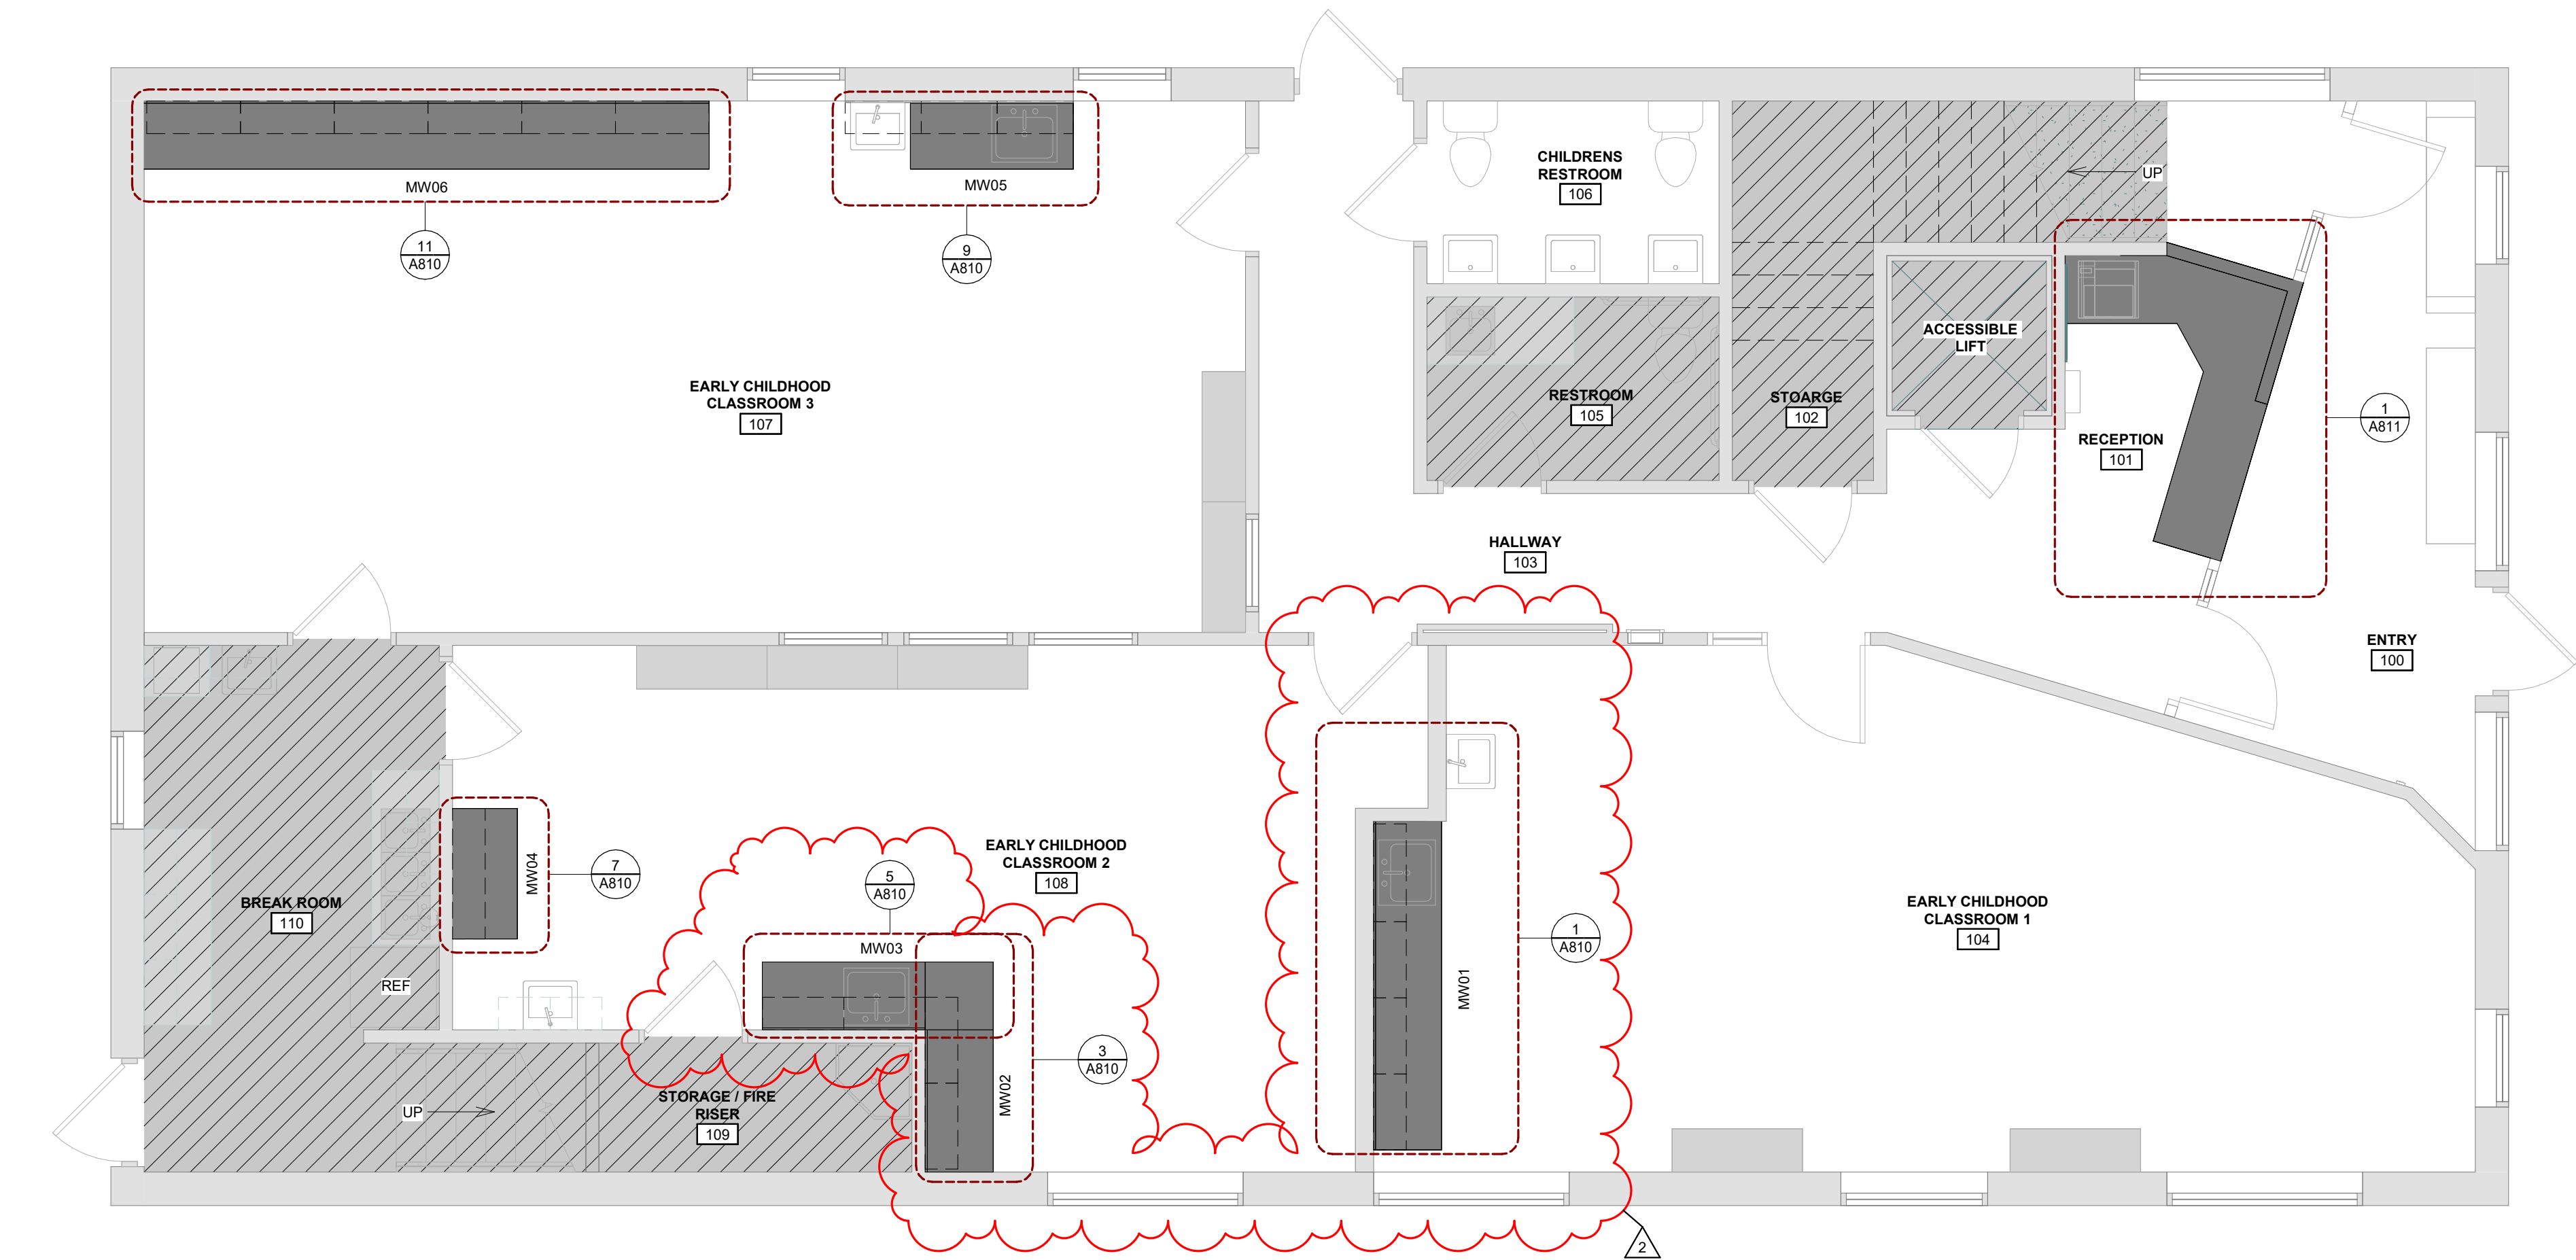 MW06
MW05
11
A810
9
A810
CHILDRENS
RESTROOM
106
UP
ACCESSIBLE
LIFT
EARLY CHILDHOOD
CLASSROOM 3
107
RESTROOM
105
STOARGE
102
RECEPTION
101
1
A811
HALLWAY
103
ENTRY
100
EARLY CHILDHOOD
CLASSROOM 2
108
MW04
7
A810
5
A810
BREAK ROOM
110
MW03
REF
1
A810
MW01
EARLY CHILDHOOD
CLASSROOM 1
104
3
A810
MW02
UP
STORAGE / FIRE
RISER
109
2